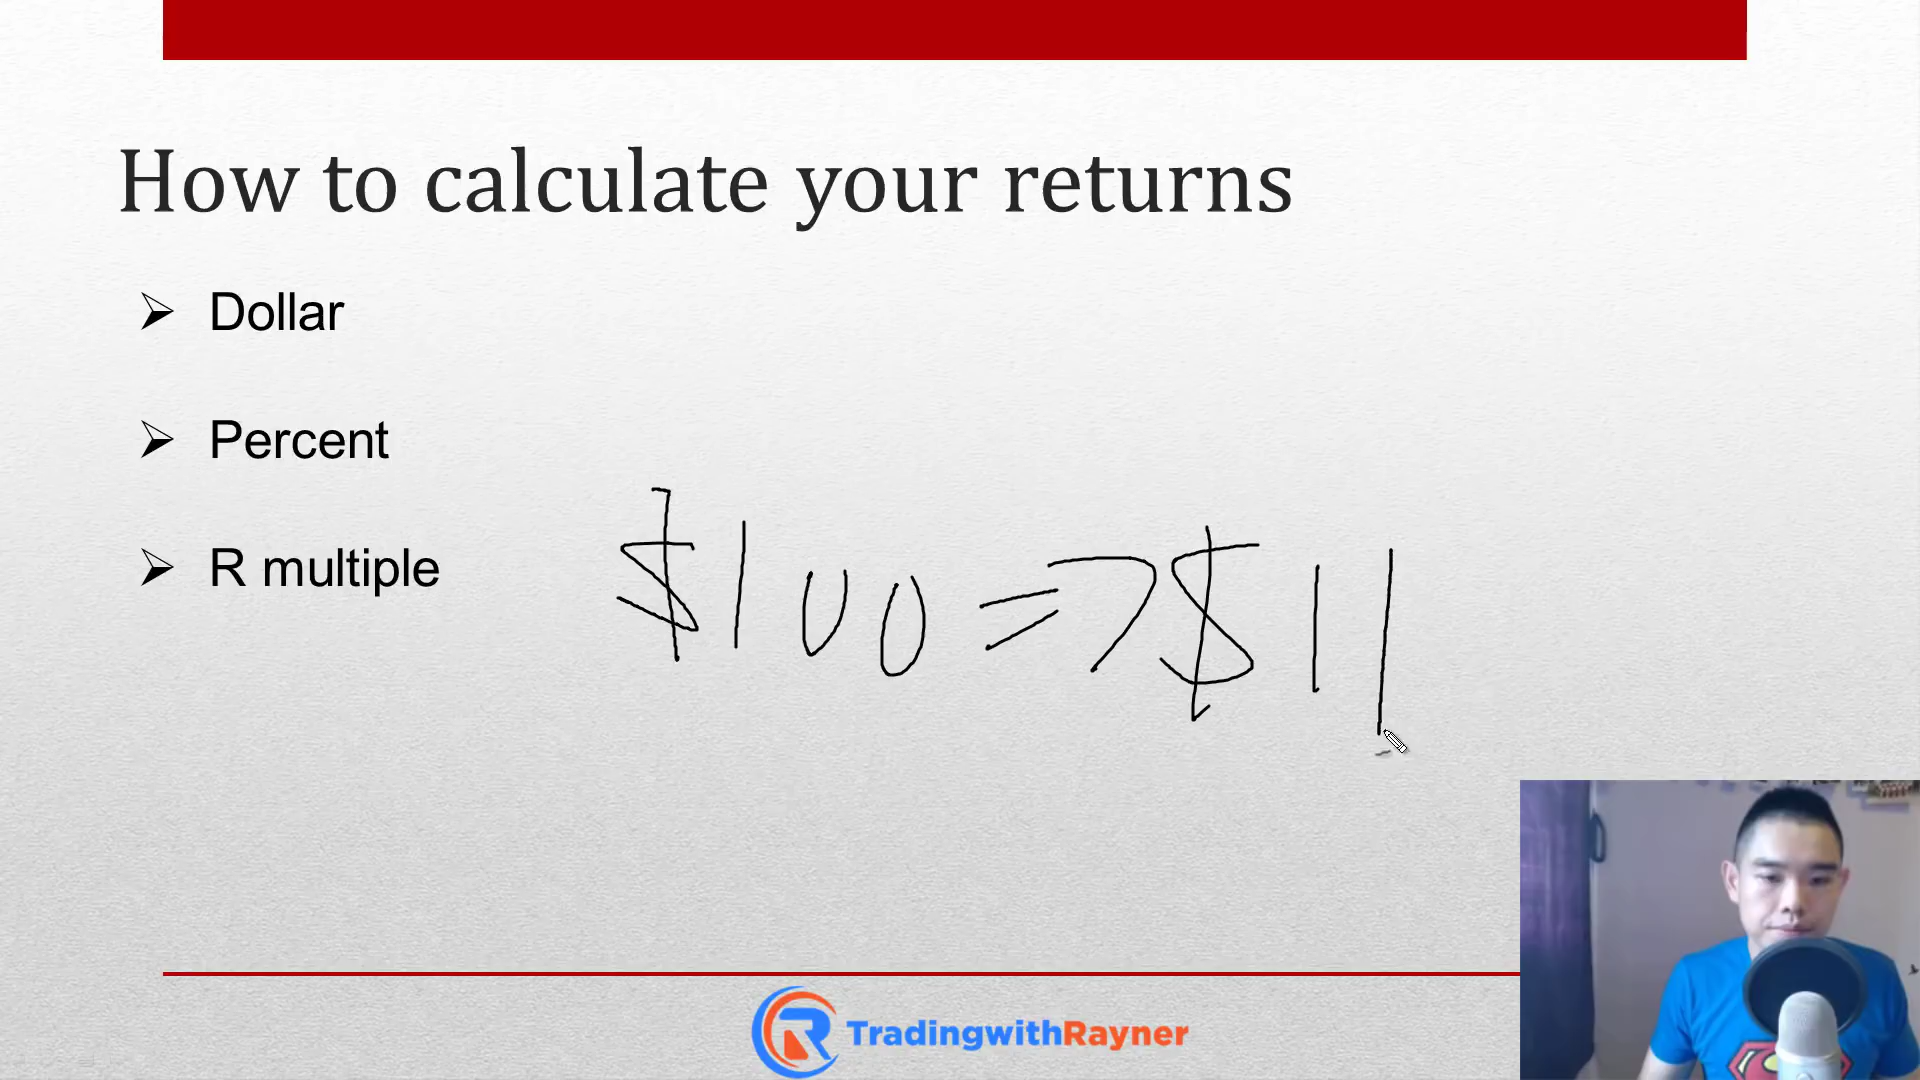 How to calculate your returns
Dollar
Percent
R multiple
$100 => $11
TradingwithRayner